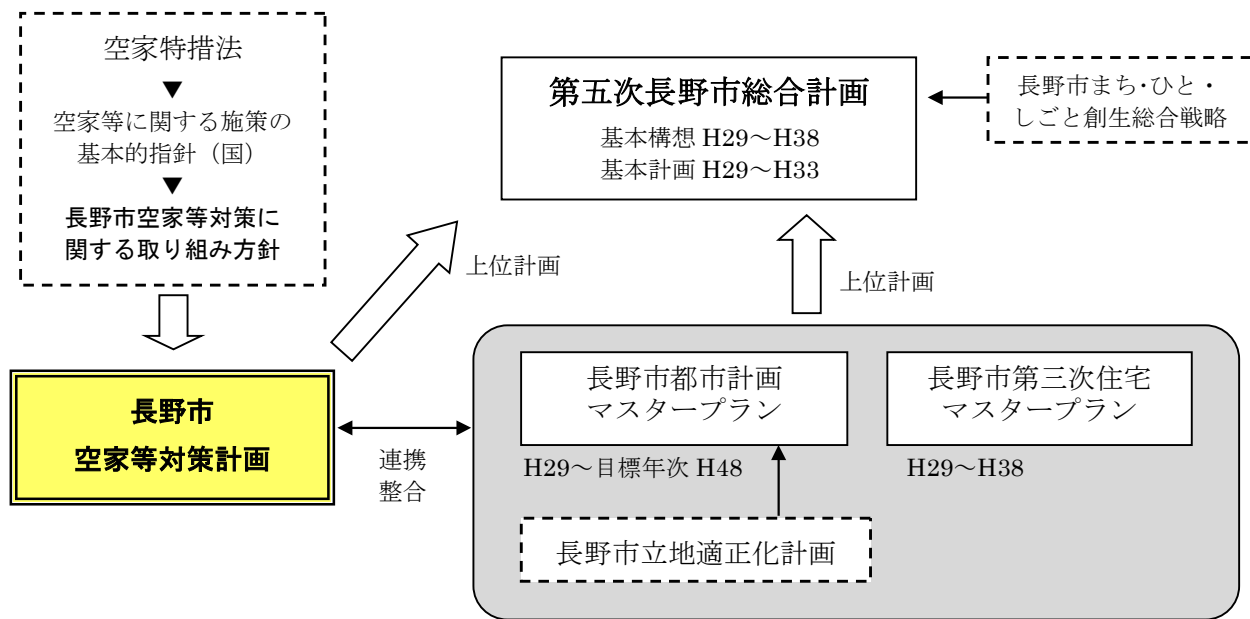 空家特措法
▼
空家等に関する施策の
基本的指針（国）
▼
長野市空家等対策に
関する取り組み方針
第五次長野市総合計画
基本構想 H29～H38
基本計画 H29～H33
長野市まち･ひと･
しごと創生総合戦略
上位計画
上位計画
長野市
空家等対策計画
連携
整合
長野市都市計画
マスタープラン
H29～目標年次 H48
長野市第三次住宅
マスタープラン
H29～H38
長野市立地適正化計画